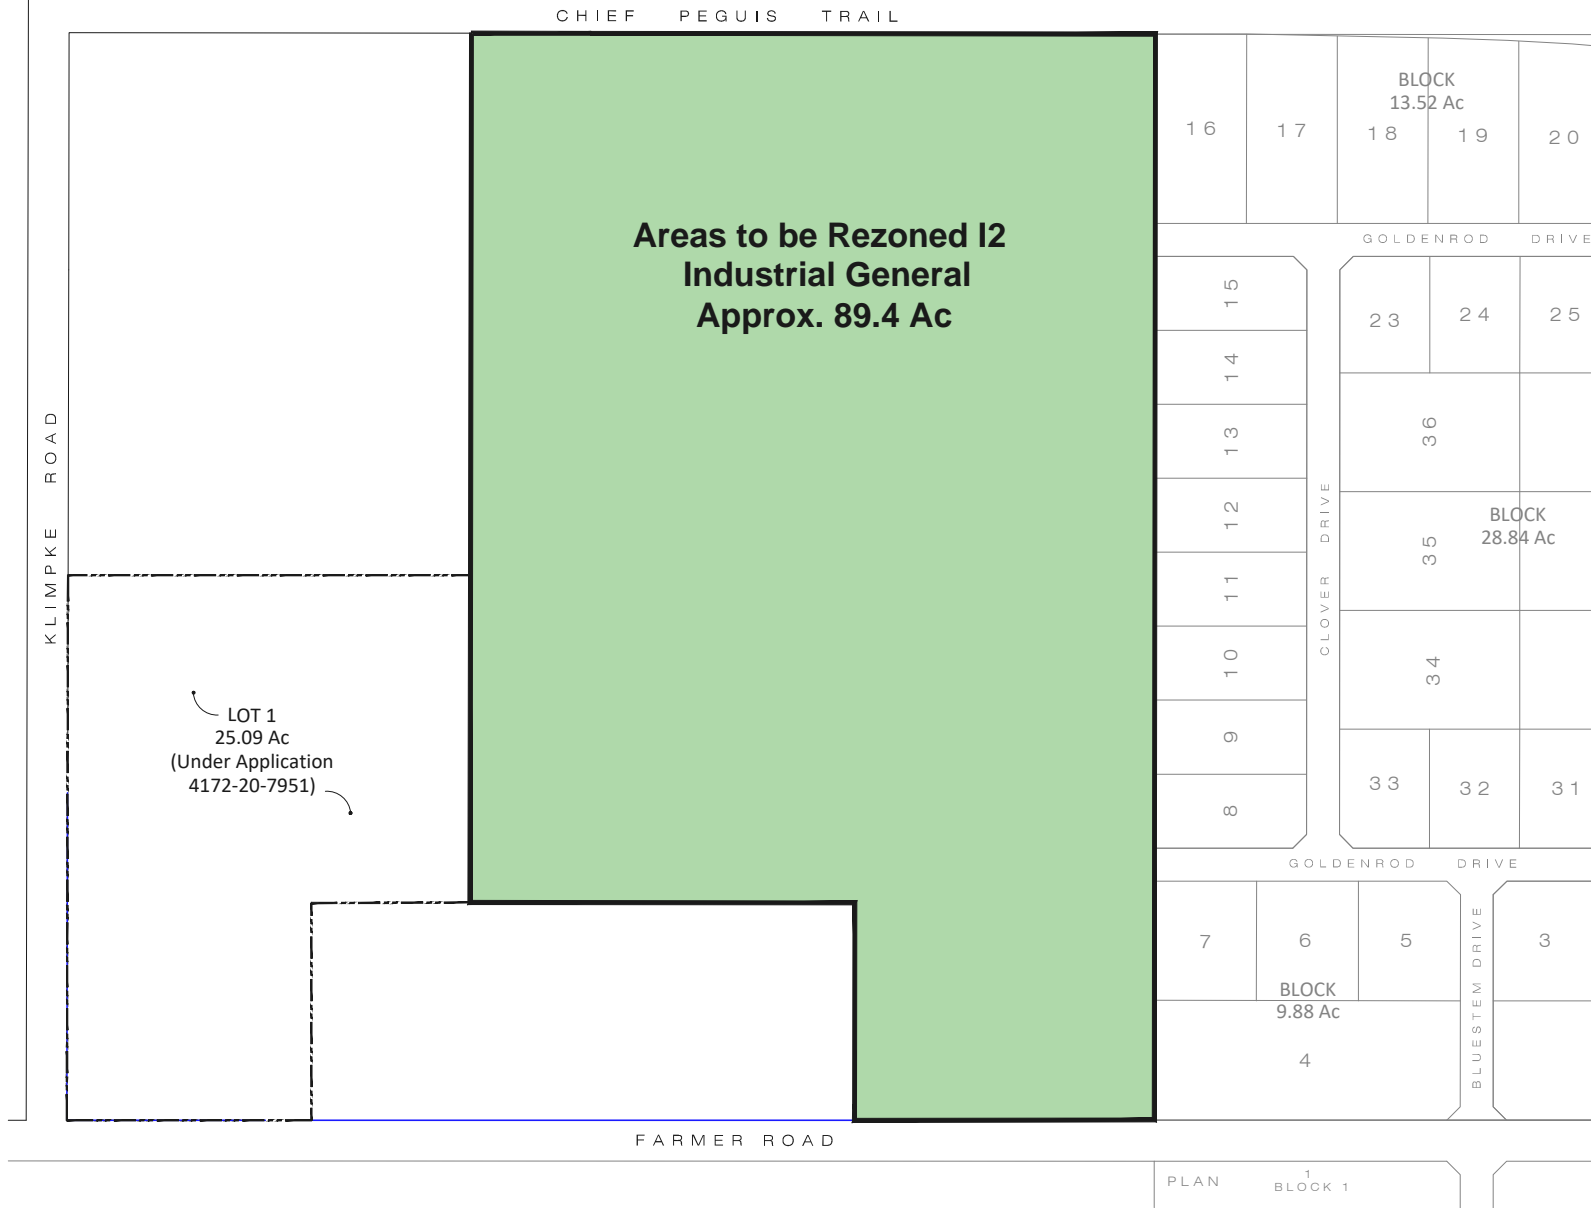 CHIEF PEGUIS TRAIL
BLOCK
13.52 Ac
16
17
18
19
20
Areas to be Rezoned I2
Industrial General
Approx. 89.4 Ac
GOLDENROD DRIVE
15
14
13
12
11
10
9
8
23
24
25
36
KLIMPKE ROAD
CLOVER DRIVE
BLOCK
28.84 Ac
35
34
33
32
31
LOT 1
25.09 Ac
(Under Application
4172-20-7951)
GOLDENROD DRIVE
7
6
5
3
BLUESTEM DRIVE
BLOCK
9.88 Ac
4
FARMER ROAD
PLAN
1
BLOCK 1